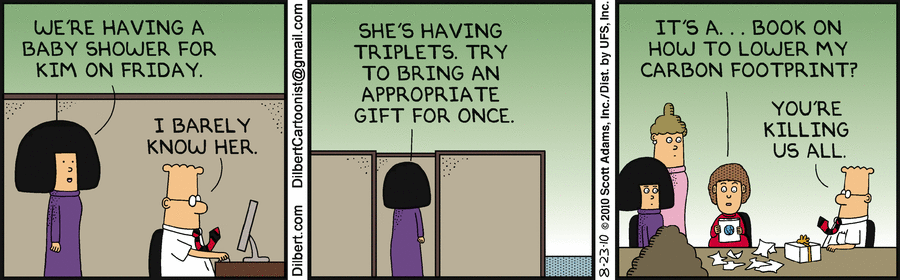 WE'RE HAVING A
BABY SHOWER FOR
KIM ON FRIDAY.
I BARELY
KNOW HER.
Dilbert.com DilbertCartoonist@gmail.com
SHE'S HAVING
TRIPLETS. TRY
TO BRING AN
APPROPRIATE
GIFT FOR ONCE.
8-23-10 © 2010 Scott Adams, Inc./Dist. by UFS, Inc.
IT'S A... BOOK ON
HOW TO LOWER MY
CARBON FOOTPRINT?
YOU'RE
KILLING
US ALL.